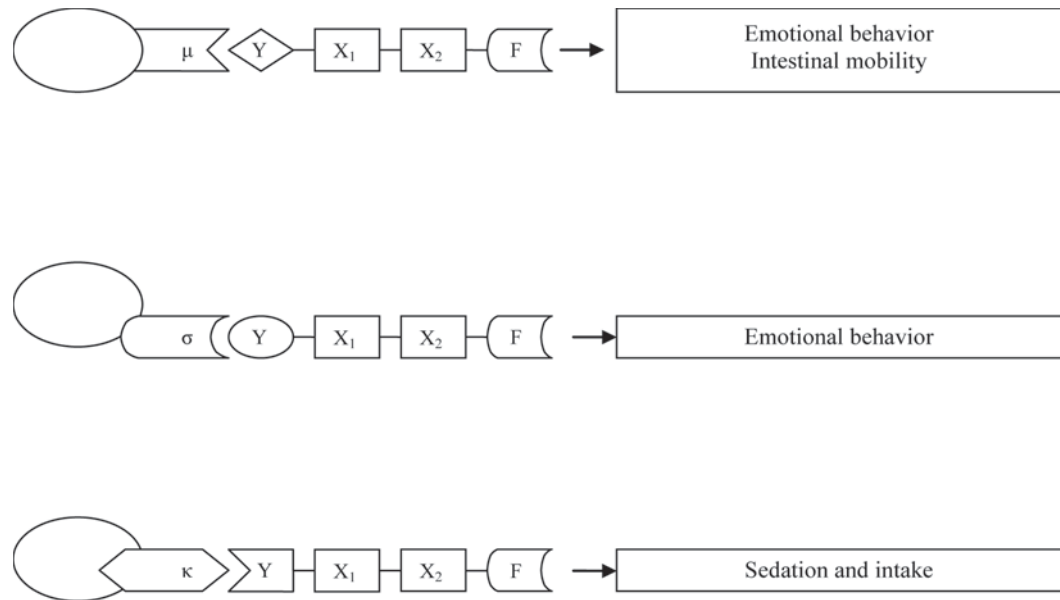 μ Y X₁ X₂ F Emotional behavior
Intestinal mobility
σ Y X₁ X₂ F Emotional behavior
κ Y X₁ X₂ F Sedation and intake